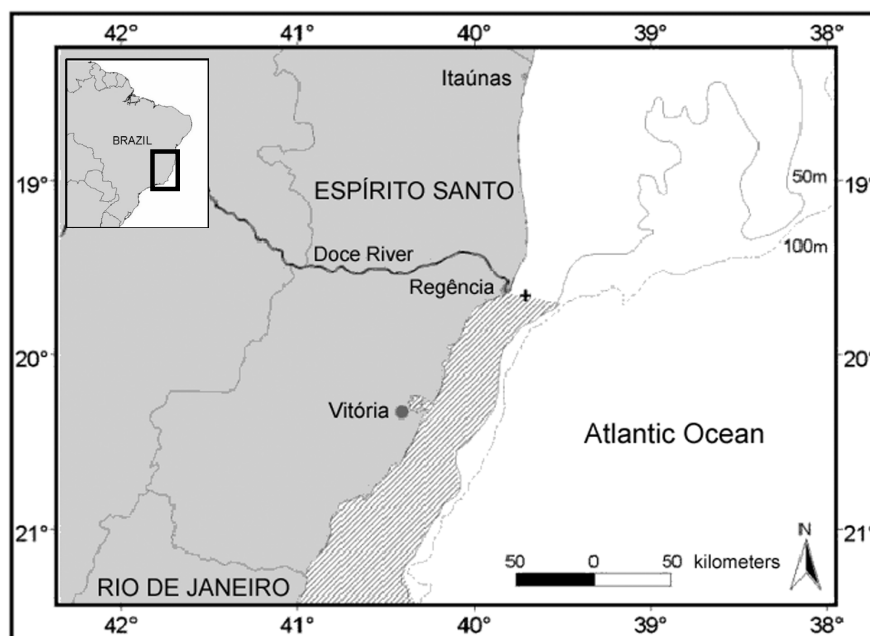 42° 41° 40° 39° 38°
Itaúnas
BRAZIL
50m
19° 19°
ESPÍRITO SANTO
100m
Doce River
Regência
20° 20°
Vitória
Atlantic Ocean
21° 21°
N
50 0 50 kilometers
RIO DE JANEIRO
42° 41° 40° 39° 38°